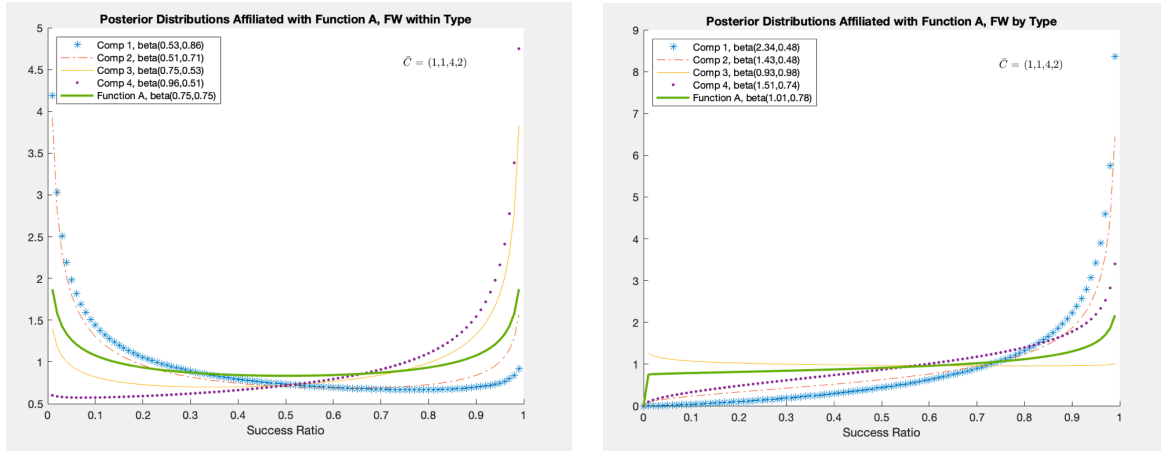 Posterior Distributions Affiliated with Function A, FW within Type
5
4.5
4
3.5
3
2.5
2
1.5
1
0.5
Comp 1, beta(0.53,0.86)
Comp 2, beta(0.51,0.71)
Comp 3, beta(0.75,0.53)
Comp 4, beta(0.96,0.51)
Function A, beta(0.75,0.75)
C̄ = (1,1,4,2)
0 0.1 0.2 0.3 0.4 0.5 0.6 0.7 0.8 0.9 1
Success Ratio
Posterior Distributions Affiliated with Function A, FW by Type
9
8
7
6
5
4
3
2
1
0
Comp 1, beta(2.34,0.48)
Comp 2, beta(1.43,0.48)
Comp 3, beta(0.93,0.98)
Comp 4, beta(1.51,0.74)
Function A, beta(1.01,0.78)
C̄ = (1,1,4,2)
0 0.1 0.2 0.3 0.4 0.5 0.6 0.7 0.8 0.9 1
Success Ratio